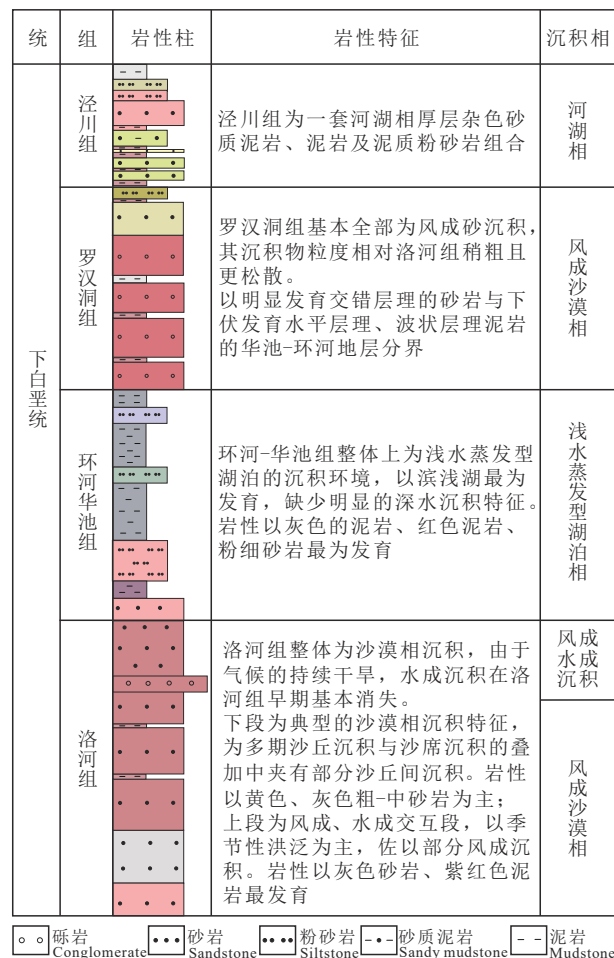 统 组 岩性柱 岩性特征 沉积相
下白垩统
泾川组
泾川组为一套河湖相厚层杂色砂
质泥岩、泥岩及泥质粉砂岩组合
河湖相
罗汉洞组
罗汉洞组基本全部为风成砂沉积，
其沉积物粒度相对洛河组稍粗且
更松散。
以明显发育交错层理的砂岩与下
伏发育水平层理、波状层理泥岩
的华池-环河地层分界
风成沙漠相
环河华池组
环河-华池组整体上为浅水蒸发型
湖泊的沉积环境，以滨浅湖最为
发育，缺少明显的深水沉积特征。
岩性以灰色的泥岩、红色泥岩、
粉细砂岩最为发育
浅水蒸发型湖泊相
洛河组
洛河组整体为沙漠相沉积，由于
气候的持续干旱，水成沉积在洛
河组早期基本消失。
下段为典型的沙漠相沉积特征，
为多期沙丘沉积与沙席沉积的叠
加中夹有部分沙丘间沉积。岩性
以黄色、灰色粗-中砂岩为主；
上段为风成、水成交互段，以季
节性洪泛为主，佐以部分风成沉
积。岩性以灰色砂岩、紫红色泥
岩最发育
风成
水成
沉积
风成沙漠相
砾岩 砂岩 粉砂岩 砂质泥岩 泥岩
Conglomerate Sandstone Siltstone Sandy mudstone Mudstone